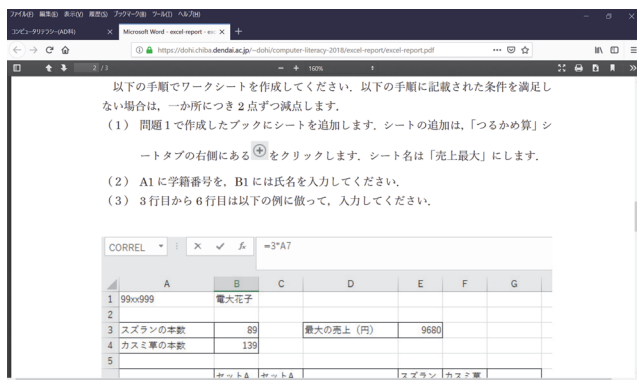 ファイル(F) 編集(E) 表示(V) 履歴(S) ブックマーク(B) ツール(T) ヘルプ(H)
コンピュータリテラシー(ADR4) × Microsoft Word - excel-report - exc × +
https://dohi.chiba.dendai.ac.jp/~dohi/computer-literacy-2018/excel-report/excel-report.pdf
2 / 3 − + 160%
以下の手順でワークシートを作成してください．以下の手順に記載された条件を満足し
ない場合は，一か所につき 2 点ずつ減点します．
（1） 問題 1 で作成したブックにシートを追加します．シートの追加は，「つるかめ算」シ
ートタブの右側にある⊕をクリックします．シート名は「売上最大」にします．
（2） A1 に学籍番号を，B1 には氏名を入力してください．
（3） 3 行目から 6 行目は以下の例に倣って，入力してください．
CORREL × ✓ fx =3*A7
A B C D E F G
1 99xx999 電大花子
2
3 スズランの本数 89 最大の売上（円） 9680
4 カスミ草の本数 139
5
セットA セットA スズラン カスミ草